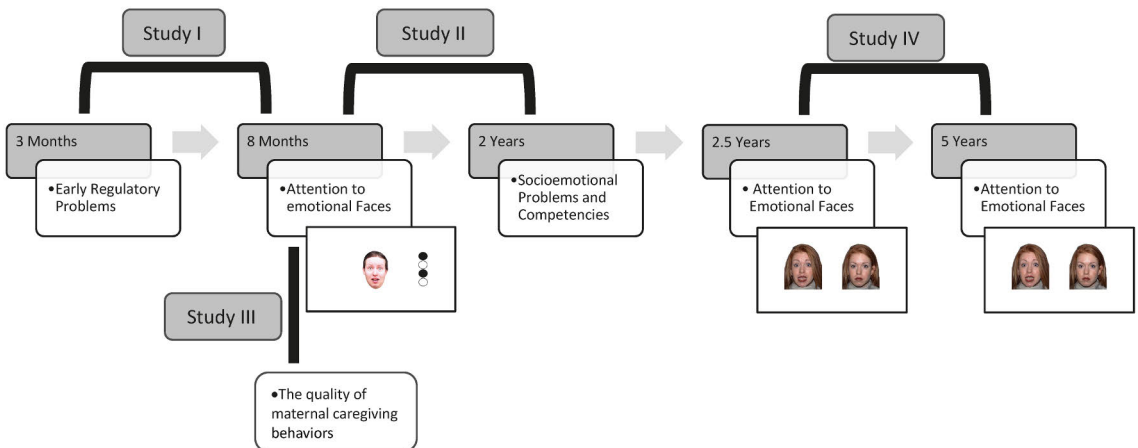 Study I
Study II
Study IV
3 Months
8 Months
2 Years
2.5 Years
5 Years
•Early Regulatory
Problems
•Attention to
emotional Faces
•Socioemotional
Problems and
Competencies
• Attention to
Emotional Faces
•Attention to
Emotional Faces
Study III
•The quality of
maternal caregiving
behaviors